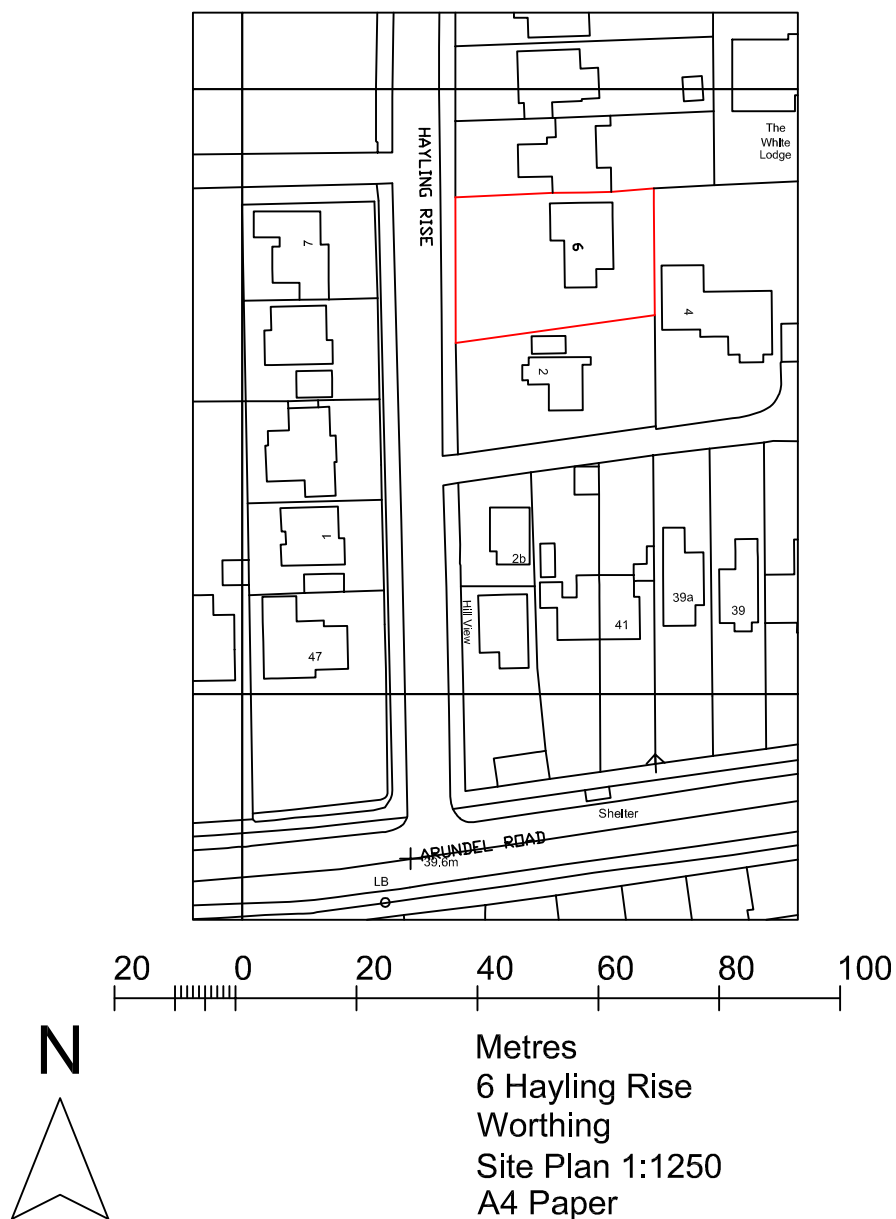 HAYLING RISE
The
White
Lodge
7
6
4
2
1
2b
39a
39
41
Hill View
47
Shelter
ARUNDEL ROAD
39.6m
LB
20 0 20 40 60 80 100
N
Metres
6 Hayling Rise
Worthing
Site Plan 1:1250
A4 Paper